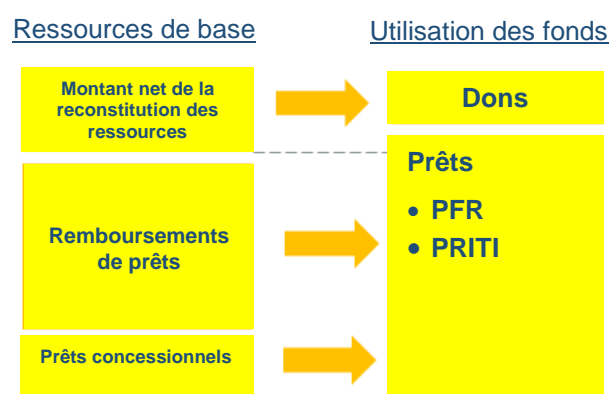 Ressources de base
Utilisation des fonds
Montant net de la
reconstitution des
ressources
Dons
Remboursements
de prêts
Prêts
• PFR
• PRITI
Prêts concessionnels